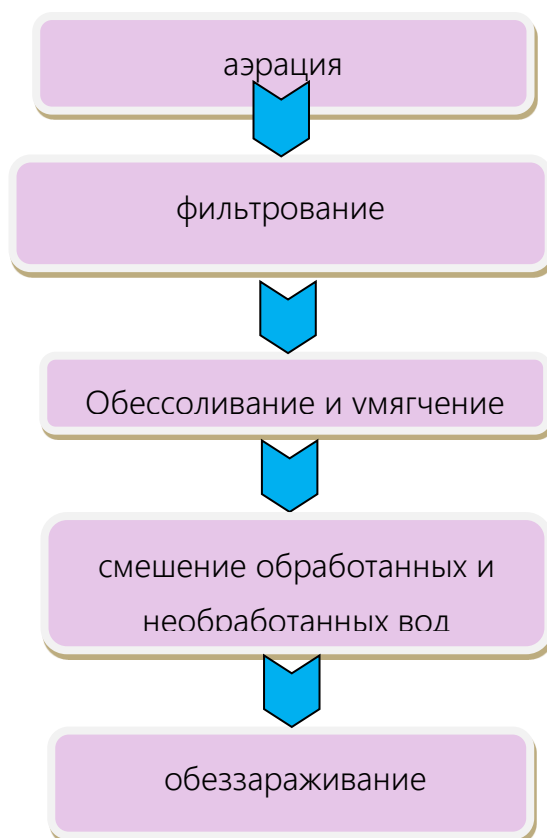 аэрация
фильтрование
Обессоливание и умягчение
смешение обработанных и
необработанных вод
обеззараживание